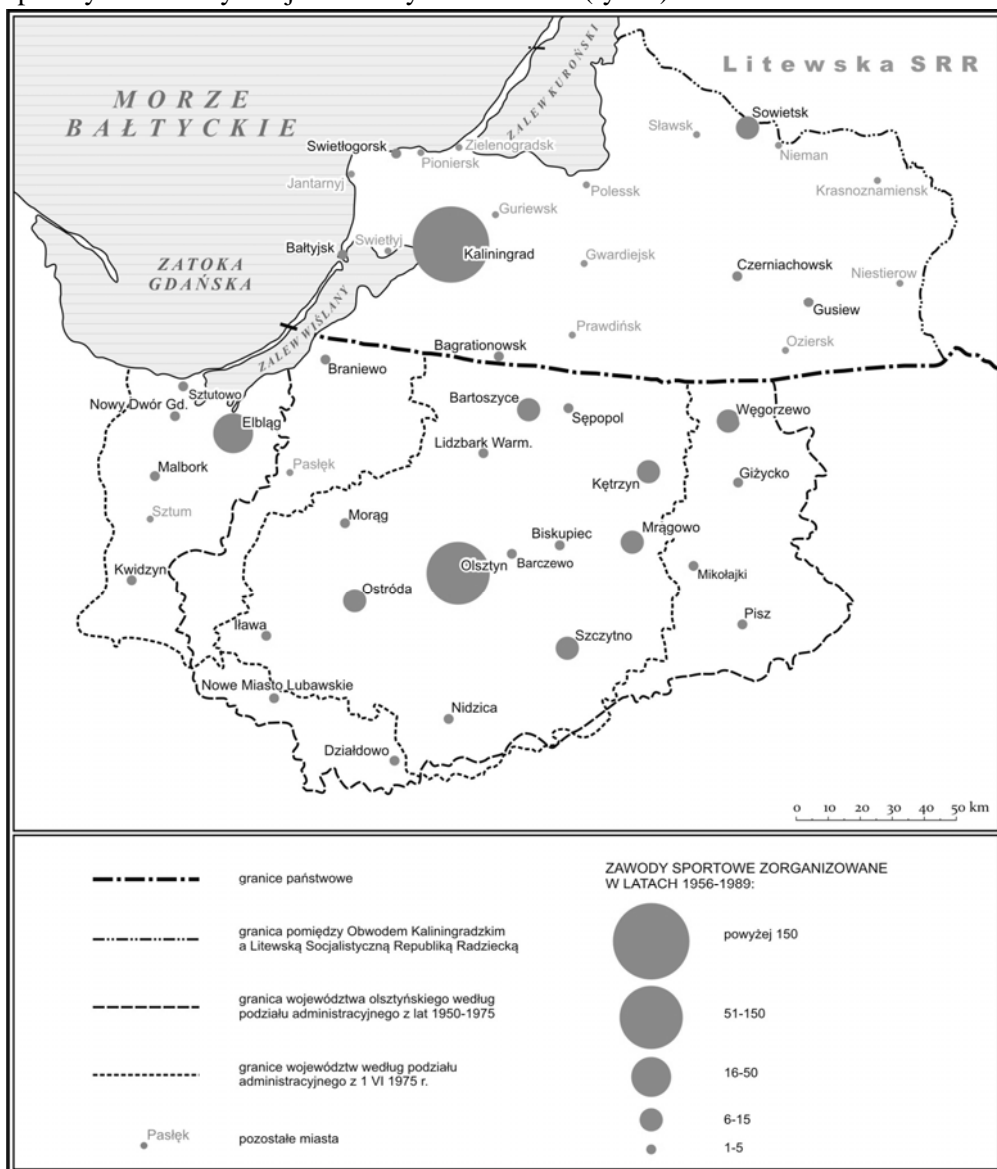 Litewska SRR
MORZE
BAŁTYCKIE
ZALEW KUROŃSKI
Sowietsk
Sławsk
Nieman
Zielenogradsk
Swietłogorsk
Pioniersk
Jantarnyj
Polessk
Krasnoznamiensk
Guriewsk
Swietłyj
Bałtyjsk
Kaliningrad
Gwardiejsk
Czerniachowsk
Niestierow
ZATOKA
GDAŃSKA
Gusiew
ZALEW WIŚLANY
Prawdińsk
Oziersk
Bagrationowsk
Braniewo
Sztutowo
Nowy Dwór Gd.
Elbląg
Bartoszyce
Sępopol
Węgorzewo
Lidzbark Warm.
Malbork
Pasłęk
Kętrzyn
Giżycko
Sztum
Morąg
Biskupiec
Mrągowo
Barczewo
Olsztyn
Mikołajki
Kwidzyn
Ostróda
Pisz
Iława
Szczytno
Nowe Miasto Lubawskie
Nidzica
Działdowo
0 10 20 30 40 50 km
granice państwowe
granica pomiędzy Obwodem Kaliningradzkim
a Litewską Socjalistyczną Republiką Radziecką
granica województwa olsztyńskiego według
podziału administracyjnego z lat 1950-1975
granice województw według podziału
administracyjnego z 1 VI 1975 r.
Pasłęk
pozostałe miasta
ZAWODY SPORTOWE ZORGANIZOWANE
W LATACH 1956-1989:
powyżej 150
51-150
16-50
6-15
1-5